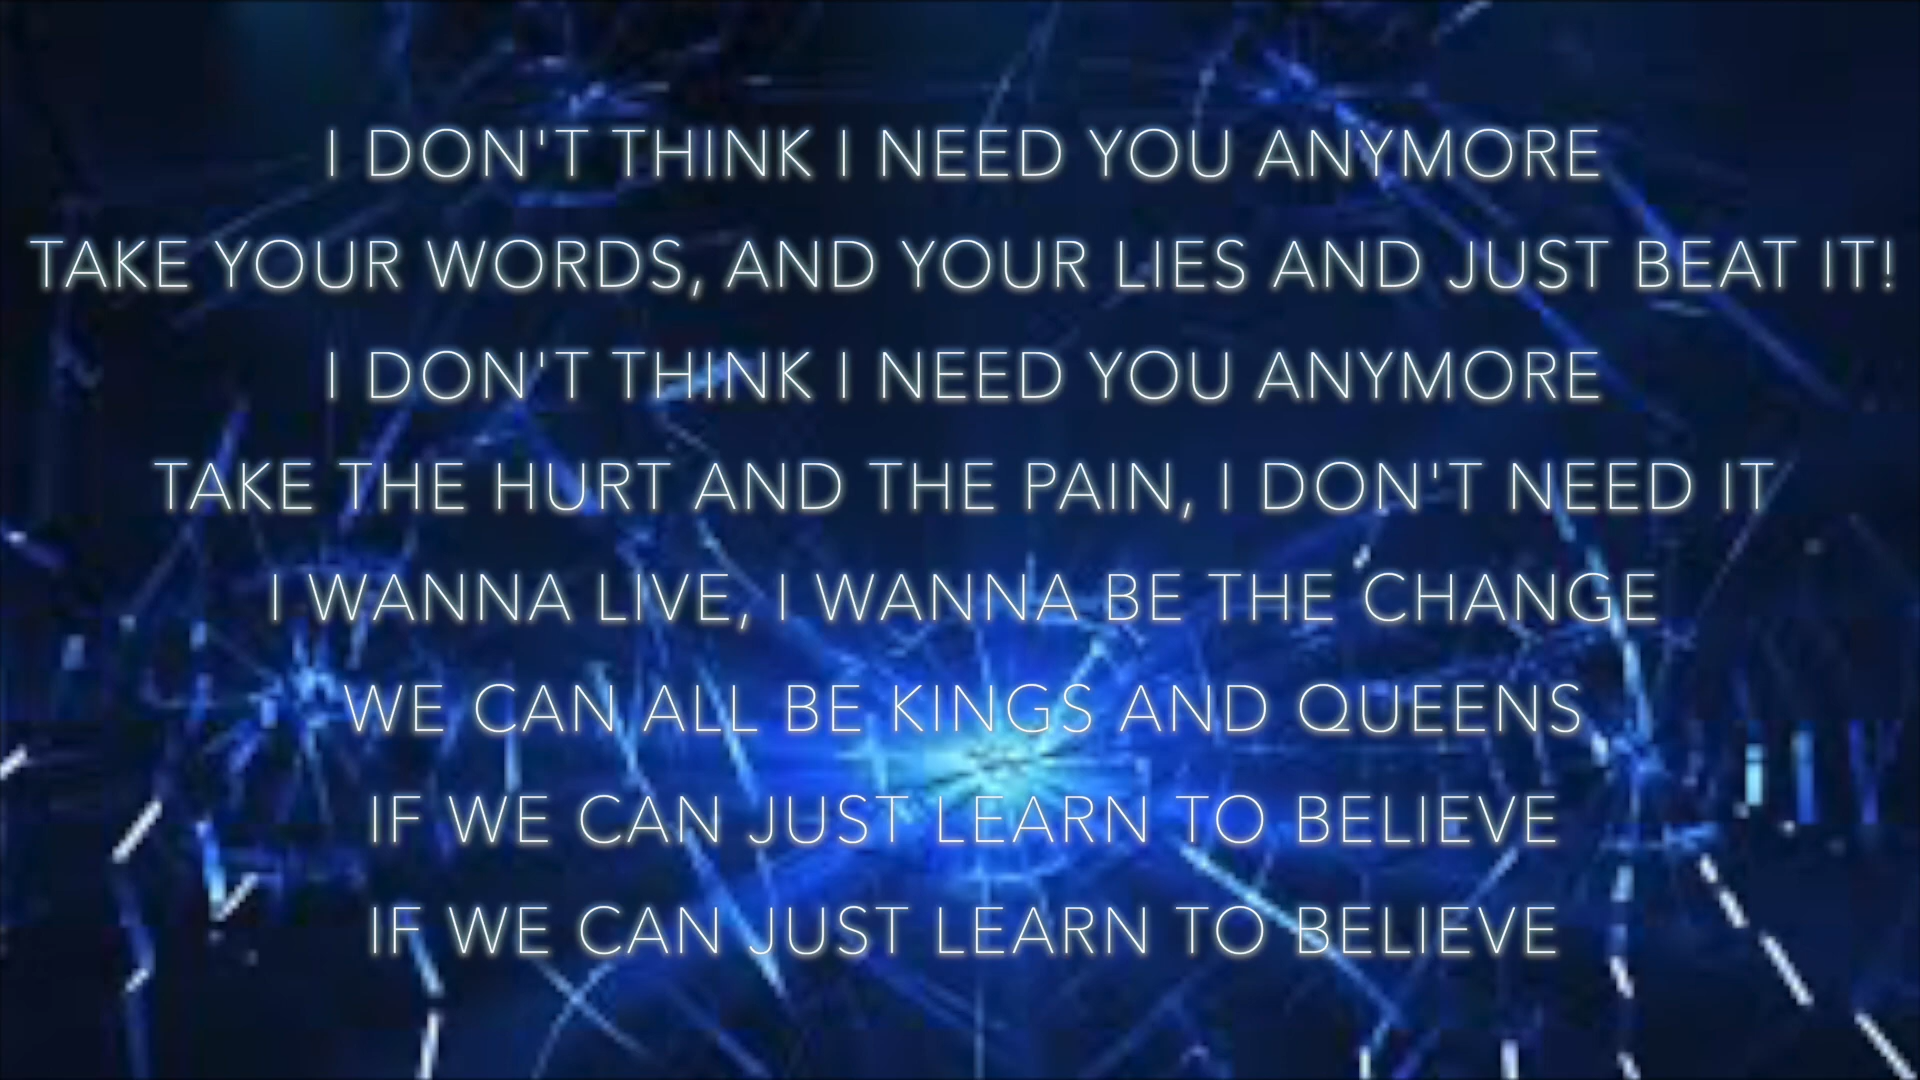 I DON'T THINK I NEED YOU ANYMORE
TAKE YOUR WORDS, AND YOUR LIES AND JUST BEAT IT!
I DON'T THINK I NEED YOU ANYMORE
TAKE THE HURT AND THE PAIN, I DON'T NEED IT
I WANNA LIVE, I WANNA BE THE CHANGE
WE CAN ALL BE KINGS AND QUEENS
IF WE CAN JUST LEARN TO BELIEVE
IF WE CAN JUST LEARN TO BELIEVE